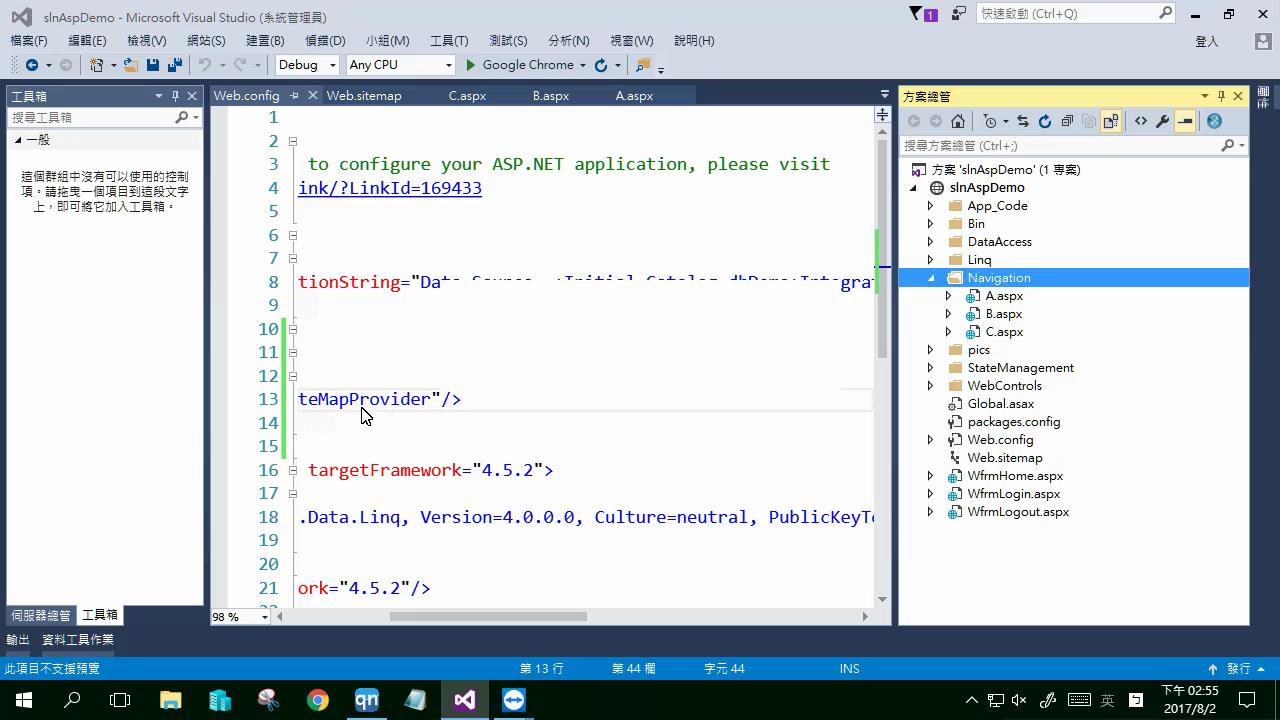 slnAspDemo - Microsoft Visual Studio (系統管理員)
1
快速啟動 (Ctrl+Q)
檔案(F) 編輯(E) 檢視(V) 網站(S) 建置(B) 偵錯(D) 小組(M) 工具(T) 測試(S) 分析(N) 視窗(W) 說明(H)
登入
Debug Any CPU Google Chrome
工具箱
搜尋工具箱
一般
這個群組中沒有可以使用的控制
項。請拖曳一個項目到這段文字
上，即可將它加入工具箱。
伺服器總管 工具箱
Web.config Web.sitemap C.aspx B.aspx A.aspx
1
2
3 to configure your ASP.NET application, please visit
4 ink/?LinkId=169433
5
6
7
8 tionString="Da
9
10
11
12
13 teMapProvider"/>
14
15
16 targetFramework="4.5.2">
17
18 .Data.Linq, Version=4.0.0.0, Culture=neutral, PublicKeyTo
19
20
21 ork="4.5.2"/>
98 %
方案總管
搜尋方案總管 (Ctrl+;)
方案 'slnAspDemo' (1 專案)
slnAspDemo
App_Code
Bin
DataAccess
Linq
Navigation
A.aspx
B.aspx
C.aspx
pics
StateManagement
WebControls
Global.asax
packages.config
Web.config
Web.sitemap
WfrmHome.aspx
WfrmLogin.aspx
WfrmLogout.aspx
輸出 資料工具作業
此項目不支援預覽 第 13 行 第 44 欄 字元 44 INS 發行
qn
英
下午 02:55
2017/8/2